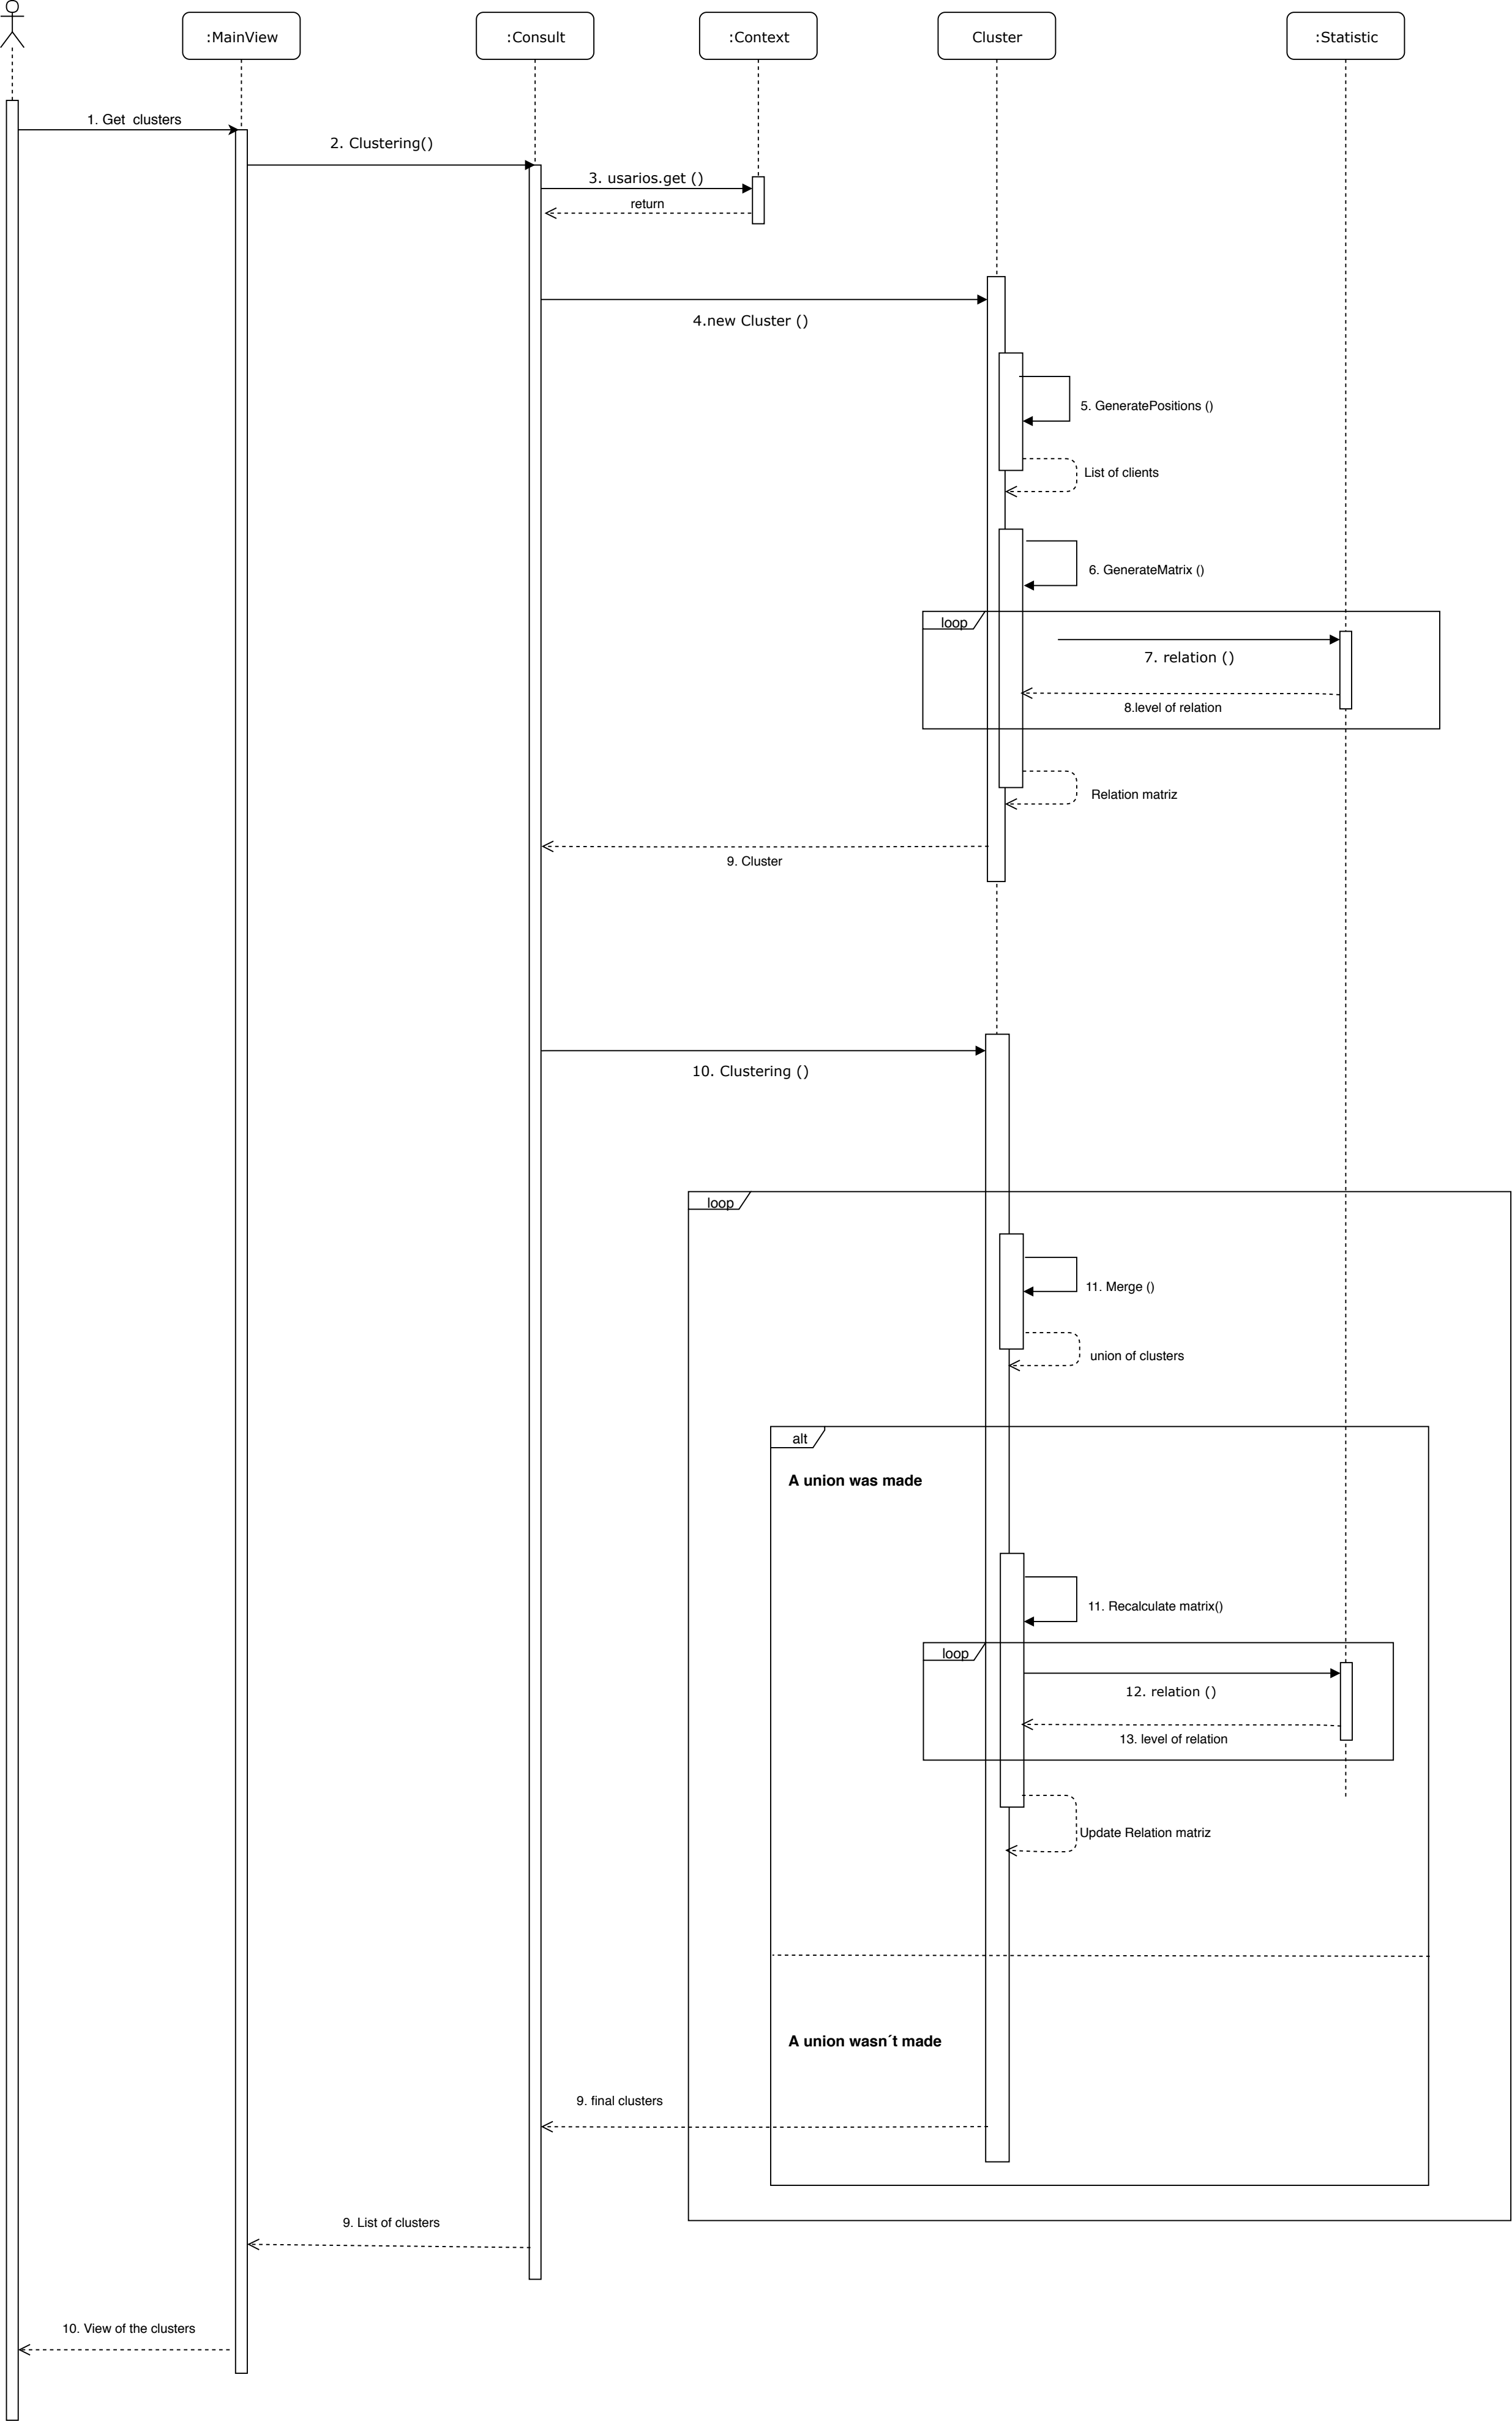 :MainView
:Consult
:Context
Cluster
:Statistic
1. Get  clusters
2. Clustering()
3. usarios.get ()
return
4.new Cluster ()
5. GeneratePositions ()
List of clients
6. GenerateMatrix ()
loop
7. relation ()
8.level of relation
Relation matriz
9. Cluster
10. Clustering ()
loop
11. Merge ()
union of clusters
alt
A union was made
11. Recalculate matrix()
loop
12. relation ()
13. level of relation
Update Relation matriz
A union wasn´t made
9. final clusters
9. List of clusters
10. View of the clusters